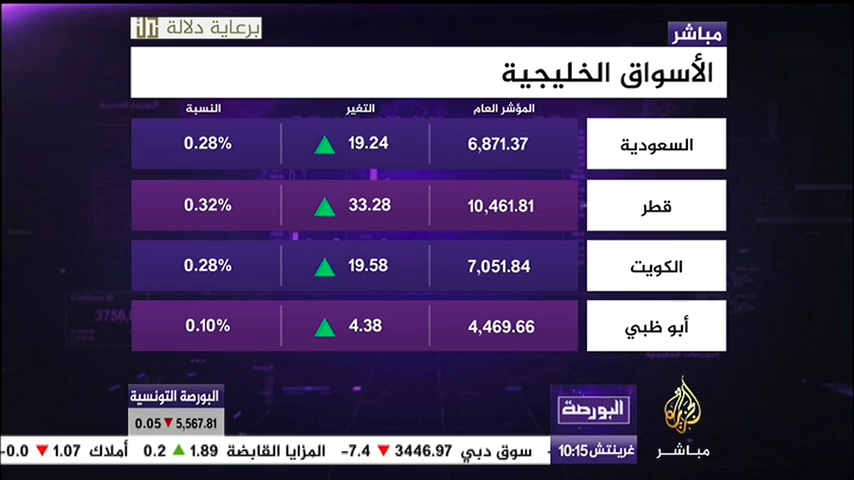 برعاية دلالة
مباشر
الأسواق الخليجية
المؤشر العام التغير النسبة
السعودية 6,871.37 19.24 0.28%
قطر 10,461.81 33.28 0.32%
الكويت 7,051.84 19.58 0.28%
أبو ظبي 4,469.66 4.38 0.10%
البورصة التونسية
0.05 ▼ 5,567.81
البورصة
الجزيرة
مباشر
غرينتش 10:15
سوق دبي 3446.97 ▼ -7.4 المزايا القابضة 1.89 ▲ 0.2 أملاك 1.07 ▼ -0.0